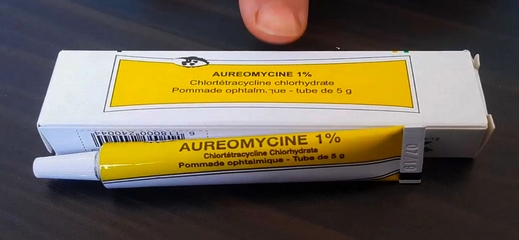 AUREOMYCINE 1%
Chlortétracycline chlorhydrate
Pommade ophtalmique - tube de 5 g
AUREOMYCINE 1%
Chlortétracycline Chlorhydrate
Pommade ophtalmique - Tube de 5 g